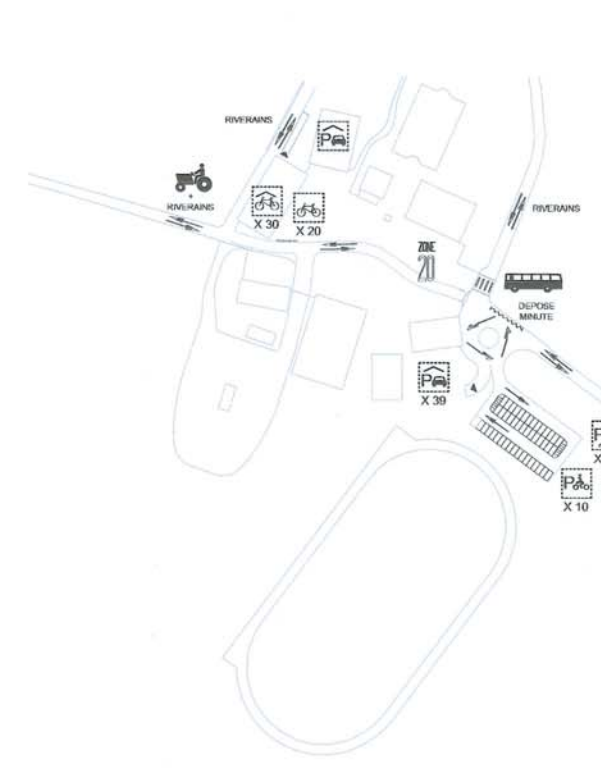 RIVERAINS
P
+
RIVERAINS
X 30
X 20
RIVERAINS
ZONE
20
DEPOSE
MINUTE
P
X 39
P
X
P
X 10